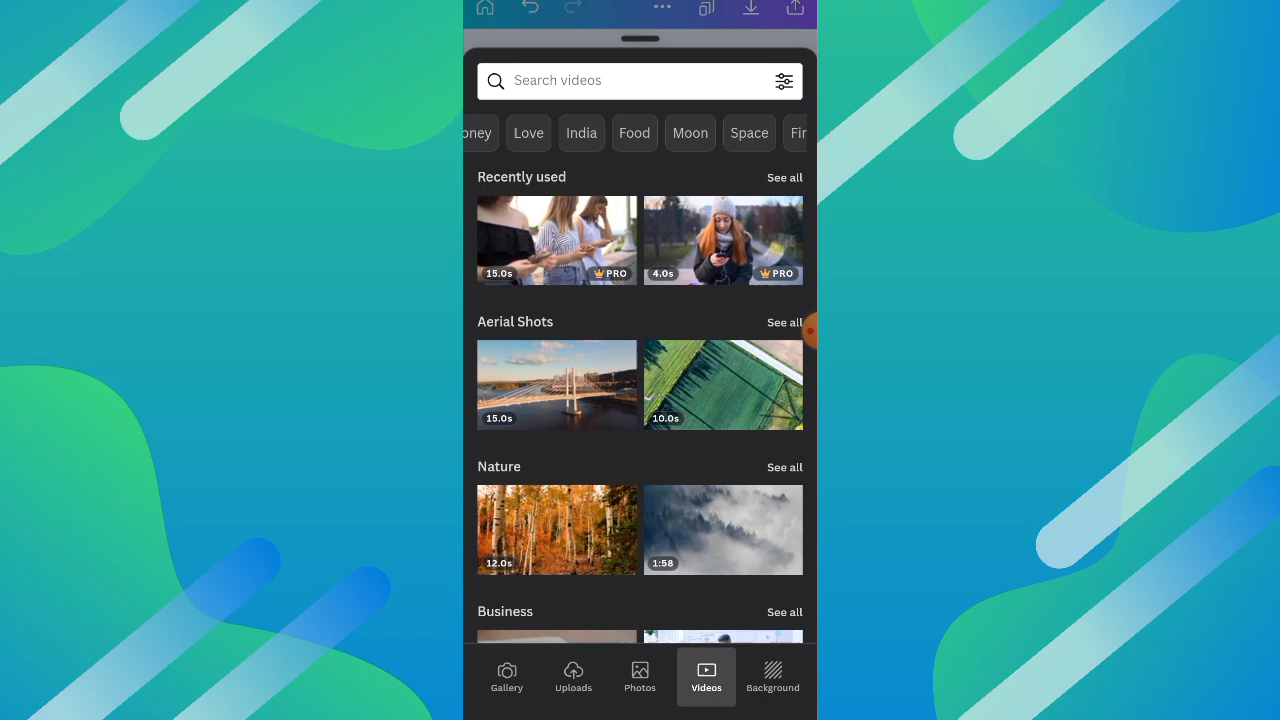 Search videos
oney Love India Food Moon Space Fir
Recently used See all
15.0s PRO 4.0s PRO
Aerial Shots See all
15.0s 10.0s
Nature See all
12.0s 1:58
Business See all
Gallery Uploads Photos Videos Background